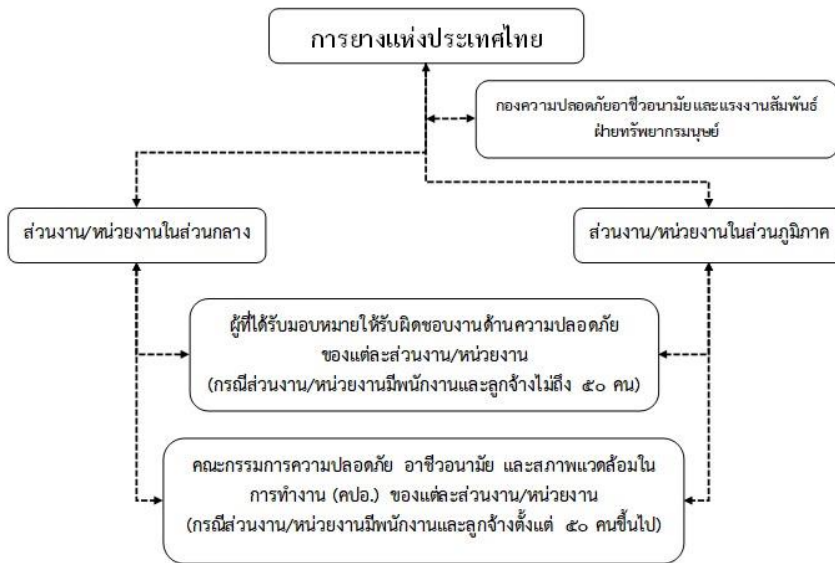 การยางแห่งประเทศไทย
กองความปลอดภัยอาชีวอนามัยและแรงงานสัมพันธ์
ฝ่ายทรัพยากรมนุษย์
ส่วนงาน/หน่วยงานในส่วนกลาง
ส่วนงาน/หน่วยงานในส่วนภูมิภาค
ผู้ที่ได้รับมอบหมายให้รับผิดชอบงานด้านความปลอดภัย
ของแต่ละส่วนงาน/หน่วยงาน
(กรณีส่วนงาน/หน่วยงานมีพนักงานและลูกจ้างไม่ถึง ๕๐ คน)
คณะกรรมการความปลอดภัย อาชีวอนามัย และสภาพแวดล้อมใน
การทำงาน (คปอ.) ของแต่ละส่วนงาน/หน่วยงาน
(กรณีส่วนงาน/หน่วยงานมีพนักงานและลูกจ้างตั้งแต่ ๕๐ คนขึ้นไป)